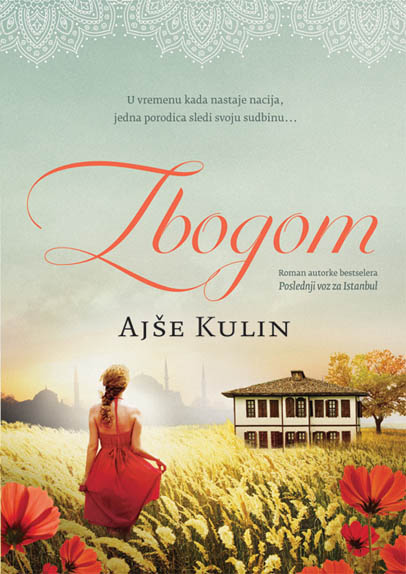 U vremenu kada nastaje nacija,
jedna porodica sledi svoju sudbinu...
Zbogom
Roman autorke bestselera
Poslednji voz za Istanbul
Ajše Kulin